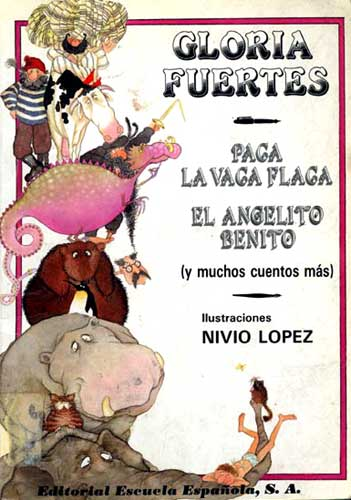 GLORIA
FUERTES
PACA
LA VACA FLACA
EL ANGELITO
BENITO
(y muchos cuentos más)
Ilustraciones
NIVIO LOPEZ
Editorial Escuela Española, S. A.